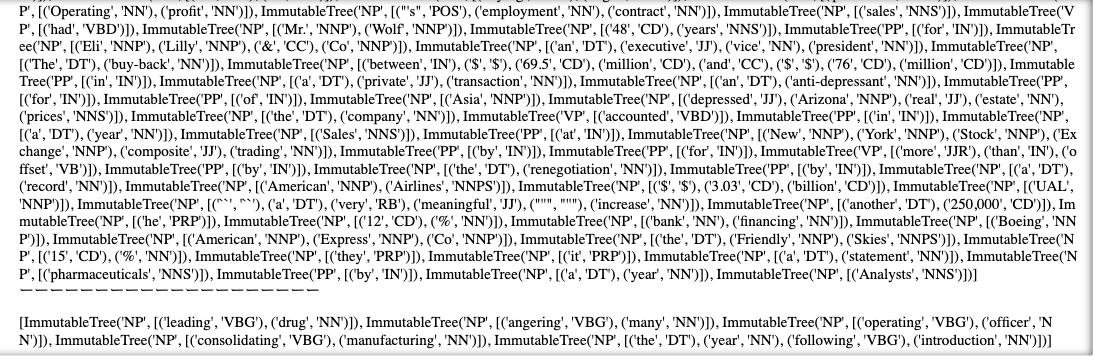 P', [('Operating', 'NN'), ('profit', 'NN')]), ImmutableTree('NP', [("'s", 'POS'), ('employment', 'NN'), ('contract', 'NN')]), ImmutableTree('NP', [('sales', 'NNS')]), ImmutableTree('V
P', [('had', 'VBD')]), ImmutableTree('NP', [('Mr.', 'NNP'), ('Wolf', 'NNP')]), ImmutableTree('NP', [('48', 'CD'), ('years', 'NNS')]), ImmutableTree('PP', [('for', 'IN')]), ImmutableTr
ee('NP', [('Eli', 'NNP'), ('Lilly', 'NNP'), ('&', 'CC'), ('Co', 'NNP')]), ImmutableTree('NP', [('an', 'DT'), ('executive', 'JJ'), ('vice', 'NN'), ('president', 'NN')]), ImmutableTree('NP',
[('The', 'DT'), ('buy-back', 'NN')]), ImmutableTree('NP', [('between', 'IN'), ('$', '$'), ('69.5', 'CD'), ('million', 'CD'), ('and', 'CC'), ('$', '$'), ('76', 'CD'), ('million', 'CD')]), Immutable
Tree('PP', [('in', 'IN')]), ImmutableTree('NP', [('a', 'DT'), ('private', 'JJ'), ('transaction', 'NN')]), ImmutableTree('NP', [('an', 'DT'), ('anti-depressant', 'NN')]), ImmutableTree('PP',
[('for', 'IN')]), ImmutableTree('PP', [('of', 'IN')]), ImmutableTree('NP', [('Asia', 'NNP')]), ImmutableTree('NP', [('depressed', 'JJ'), ('Arizona', 'NNP'), ('real', 'JJ'), ('estate', 'NN'),
('prices', 'NNS')]), ImmutableTree('NP', [('the', 'DT'), ('company', 'NN')]), ImmutableTree('VP', [('accounted', 'VBD')]), ImmutableTree('PP', [('in', 'IN')]), ImmutableTree('NP',
[('a', 'DT'), ('year', 'NN')]), ImmutableTree('NP', [('Sales', 'NNS')]), ImmutableTree('PP', [('at', 'IN')]), ImmutableTree('NP', [('New', 'NNP'), ('York', 'NNP'), ('Stock', 'NNP'), ('Ex
change', 'NNP'), ('composite', 'JJ'), ('trading', 'NN')]), ImmutableTree('PP', [('by', 'IN')]), ImmutableTree('PP', [('for', 'IN')]), ImmutableTree('VP', [('more', 'JJR'), ('than', 'IN'), ('o
ffset', 'VB')]), ImmutableTree('PP', [('by', 'IN')]), ImmutableTree('NP', [('the', 'DT'), ('renegotiation', 'NN')]), ImmutableTree('PP', [('by', 'IN')]), ImmutableTree('NP', [('a', 'DT'),
('record', 'NN')]), ImmutableTree('NP', [('American', 'NNP'), ('Airlines', 'NNPS')]), ImmutableTree('NP', [('$', '$'), ('3.03', 'CD'), ('billion', 'CD')]), ImmutableTree('NP', [('UAL',
'NNP')]), ImmutableTree('NP', [('``', '``'), ('a', 'DT'), ('very', 'RB'), ('meaningful', 'JJ'), ("''", "''"), ('increase', 'NN')]), ImmutableTree('NP', [('another', 'DT'), ('250,000', 'CD')]), Im
mutableTree('NP', [('he', 'PRP')]), ImmutableTree('NP', [('12', 'CD'), ('%', 'NN')]), ImmutableTree('NP', [('bank', 'NN'), ('financing', 'NN')]), ImmutableTree('NP', [('Boeing', 'NN
P')]), ImmutableTree('NP', [('American', 'NNP'), ('Express', 'NNP'), ('Co', 'NNP')]), ImmutableTree('NP', [('the', 'DT'), ('Friendly', 'NNP'), ('Skies', 'NNPS')]), ImmutableTree('N
P', [('15', 'CD'), ('%', 'NN')]), ImmutableTree('NP', [('they', 'PRP')]), ImmutableTree('NP', [('it', 'PRP')]), ImmutableTree('NP', [('a', 'DT'), ('statement', 'NN')]), ImmutableTree('N
P', [('pharmaceuticals', 'NNS')]), ImmutableTree('PP', [('by', 'IN')]), ImmutableTree('NP', [('a', 'DT'), ('year', 'NN')]), ImmutableTree('NP', [('Analysts', 'NNS')])]
— — — — — — — — — — — — — — — — — — — —
[ImmutableTree('NP', [('leading', 'VBG'), ('drug', 'NN')]), ImmutableTree('NP', [('angering', 'VBG'), ('many', 'NN')]), ImmutableTree('NP', [('operating', 'VBG'), ('officer', 'N
N')]), ImmutableTree('NP', [('consolidating', 'VBG'), ('manufacturing', 'NN')]), ImmutableTree('NP', [('the', 'DT'), ('year', 'NN'), ('following', 'VBG'), ('introduction', 'NN')])]